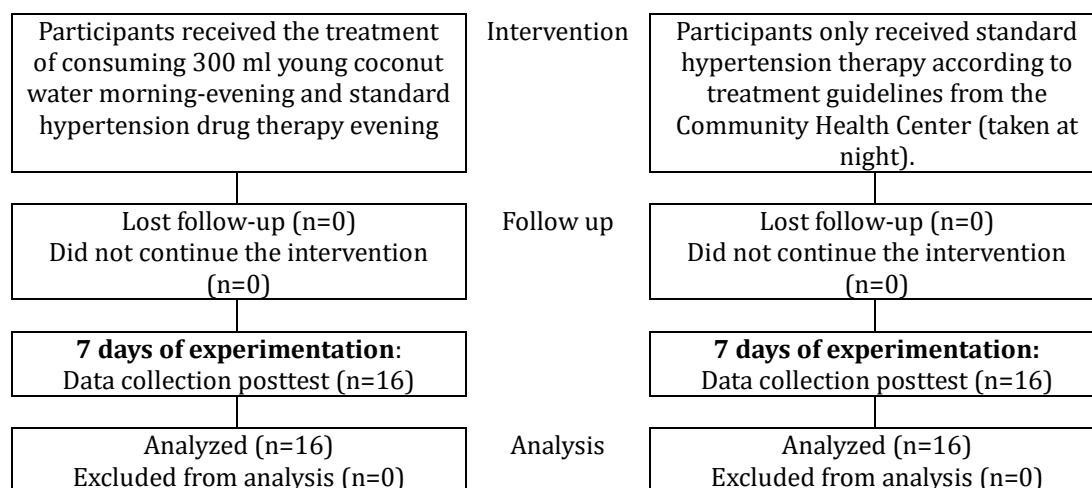 Participants received the treatment
of consuming 300 ml young coconut
water morning-evening and standard
hypertension drug therapy evening
Intervention
Participants only received standard
hypertension therapy according to
treatment guidelines from the
Community Health Center (taken at
night).
Lost follow-up (n=0)
Did not continue the intervention
(n=0)
Follow up
Lost follow-up (n=0)
Did not continue the intervention
(n=0)
7 days of experimentation:
Data collection posttest (n=16)
7 days of experimentation:
Data collection posttest (n=16)
Analyzed (n=16)
Excluded from analysis (n=0)
Analysis
Analyzed (n=16)
Excluded from analysis (n=0)